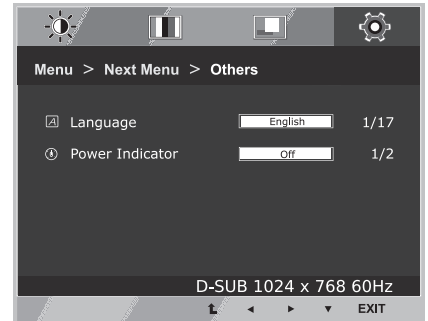 Menu > Next Menu > Others
Language English 1/17
Power Indicator Off 1/2
D-SUB 1024 x 768 60Hz
EXIT